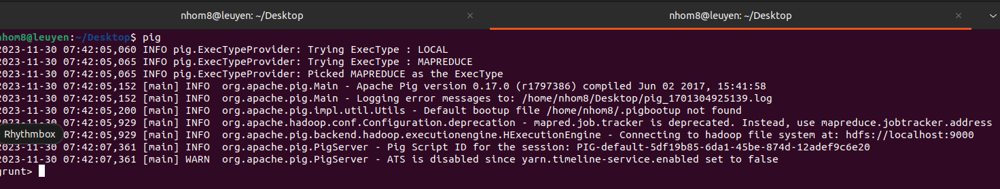 nhom8@leuyen: ~/Desktop
nhom8@leuyen: ~/Desktop
nhom8@leuyen:~/Desktop$ pig
2023-11-30 07:42:05,060 INFO pig.ExecTypeProvider: Trying ExecType : LOCAL
2023-11-30 07:42:05,065 INFO pig.ExecTypeProvider: Trying ExecType : MAPREDUCE
2023-11-30 07:42:05,065 INFO pig.ExecTypeProvider: Picked MAPREDUCE as the ExecType
2023-11-30 07:42:05,152 [main] INFO  org.apache.pig.Main - Apache Pig version 0.17.0 (r1797386) compiled Jun 02 2017, 15:41:58
2023-11-30 07:42:05,152 [main] INFO  org.apache.pig.Main - Logging error messages to: /home/nhom8/Desktop/pig_1701304925139.log
2023-11-30 07:42:05,200 [main] INFO  org.apache.pig.impl.util.Utils - Default bootup file /home/nhom8/.pigbootup not found
2023-11-30 07:42:05,929 [main] INFO  org.apache.hadoop.conf.Configuration.deprecation - mapred.job.tracker is deprecated. Instead, use mapreduce.jobtracker.address
Rhythmbox
,929 [main] INFO  org.apache.pig.backend.hadoop.executionengine.HExecutionEngine - Connecting to hadoop file system at: hdfs://localhost:9000
2023-11-30 07:42:07,361 [main] INFO  org.apache.pig.PigServer - Pig Script ID for the session: PIG-default-5df19b85-6da1-45be-874d-12adef9c6e20
2023-11-30 07:42:07,361 [main] WARN  org.apache.pig.PigServer - ATS is disabled since yarn.timeline-service.enabled set to false
grunt>